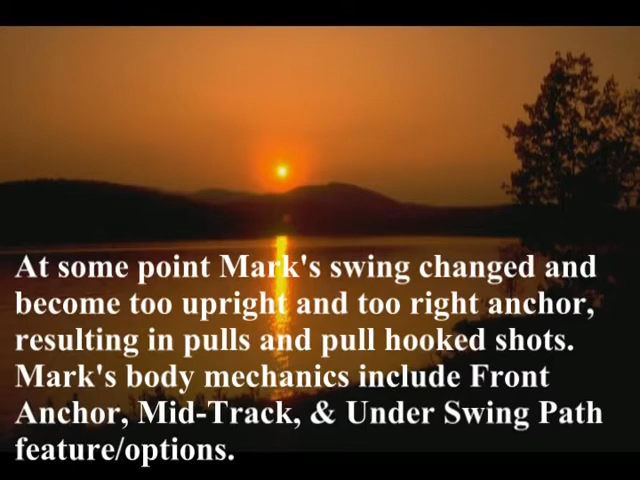 At some point Mark's swing changed and
become too upright and too right anchor,
resulting in pulls and pull hooked shots.
Mark's body mechanics include Front
Anchor, Mid-Track, & Under Swing Path
feature/options.